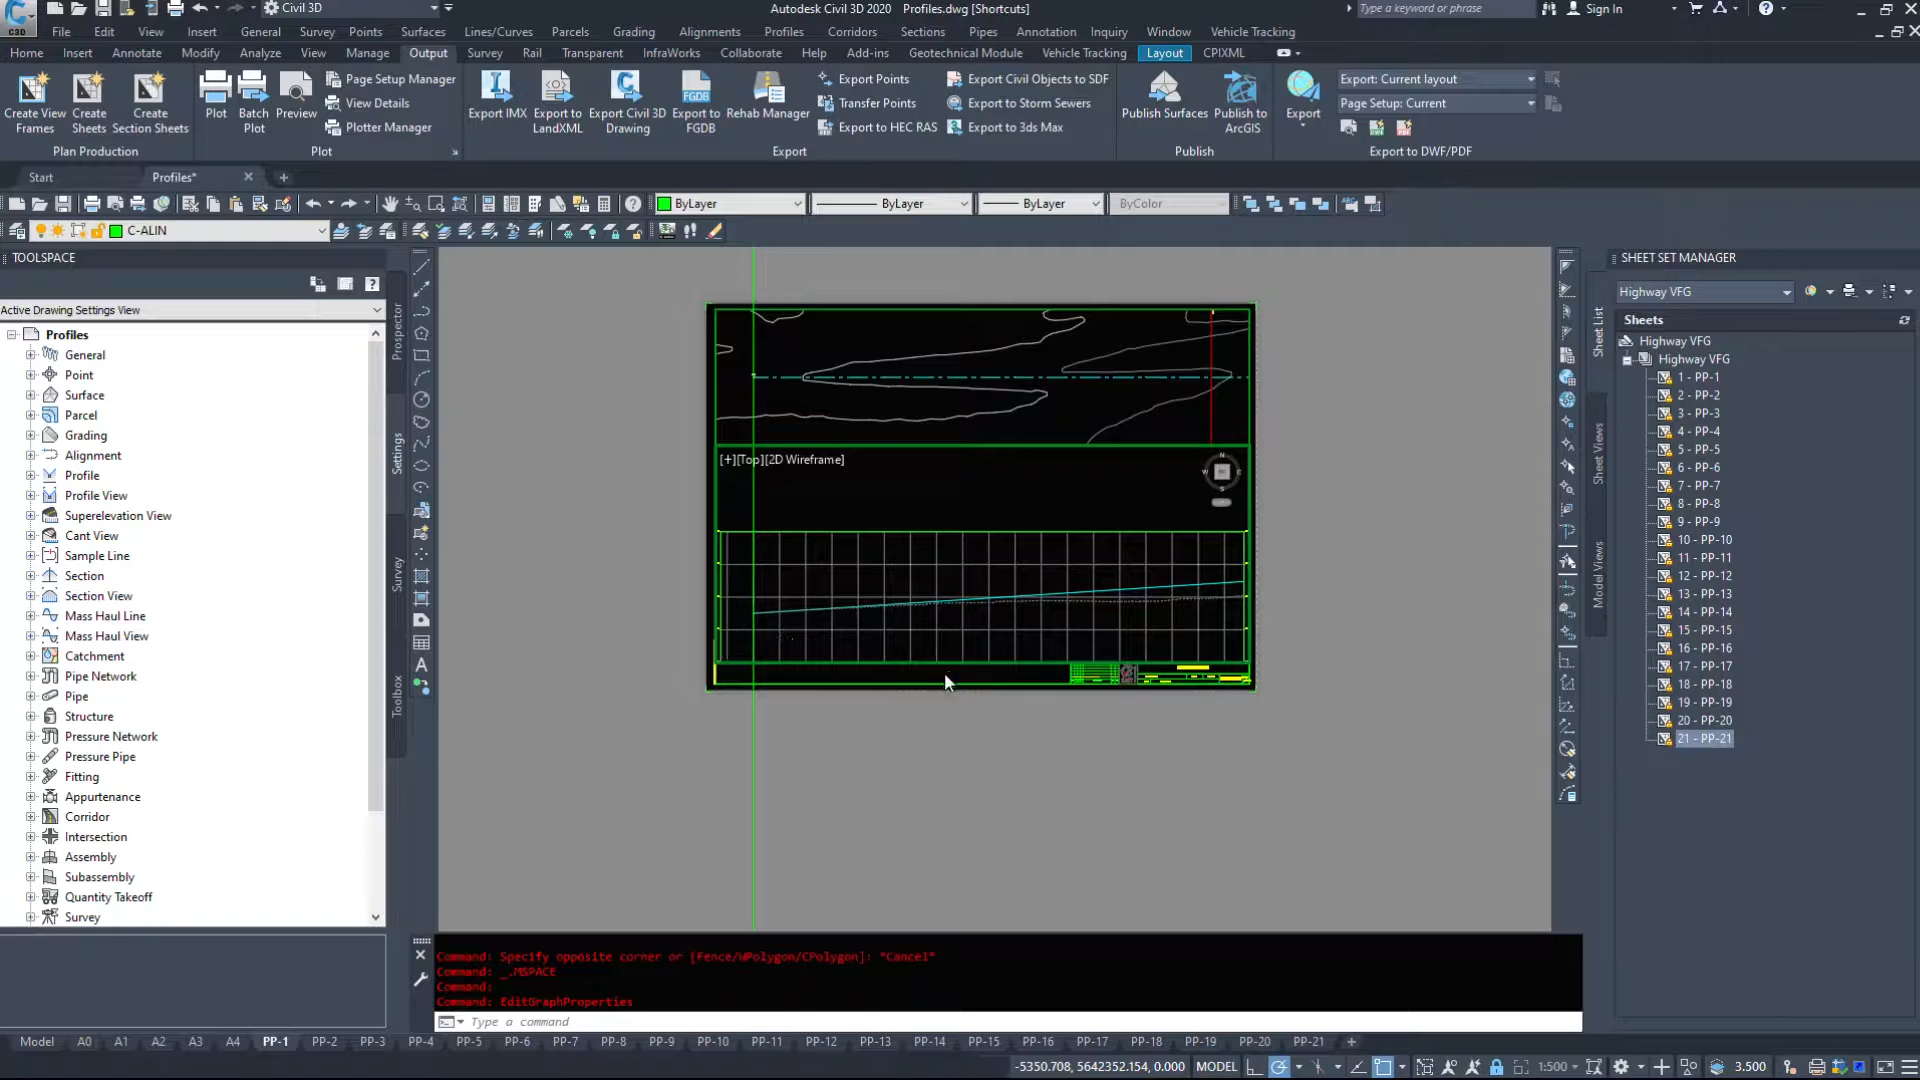 Civil 3D
Autodesk Civil 3D 2020 Profiles.dwg [Shortcuts]
Type a keyword or phrase
Sign In
C3D
File Edit View Insert General Survey Points Surfaces Lines/Curves Parcels Grading Alignments Profiles Corridors Sections Pipes Annotation Inquiry Window Vehicle Tracking
Home Insert Annotate Modify Analyze View Manage Output Survey Rail Transparent InfraWorks Collaborate Help Add-ins Geotechnical Module Vehicle Tracking Layout CPIXML
Create View Frames
Create Sheets
Create Section Sheets
Plan Production
Plot
Batch Plot
Preview
Page Setup Manager
View Details
Plotter Manager
Plot
Export IMX
Export to LandXML
Export Civil 3D Drawing
FGDB
Export to FGDB
Rehab Manager
Export Points
Transfer Points
Export to HEC RAS
Export Civil Objects to SDF
Export to Storm Sewers
Export to 3ds Max
Export
Publish Surfaces
Publish to ArcGIS
Publish
Export
Export: Current layout
Page Setup: Current
Export to DWF/PDF
Start
Profiles*
ByLayer
ByLayer
ByLayer
ByColor
C-ALIN
TOOLSPACE
Active Drawing Settings View
Profiles
General
Point
Surface
Parcel
Grading
Alignment
Profile
Profile View
Superelevation View
Cant View
Sample Line
Section
Section View
Mass Haul Line
Mass Haul View
Catchment
Pipe Network
Pipe
Structure
Pressure Network
Pressure Pipe
Fitting
Appurtenance
Corridor
Intersection
Assembly
Subassembly
Quantity Takeoff
Survey
Prospector
Settings
Survey
Toolbox
[+][Top][2D Wireframe]
N
W
E
S
SHEET SET MANAGER
Highway VFG
Sheets
Highway VFG
Highway VFG
1 - PP-1
2 - PP-2
3 - PP-3
4 - PP-4
5 - PP-5
6 - PP-6
7 - PP-7
8 - PP-8
9 - PP-9
10 - PP-10
11 - PP-11
12 - PP-12
13 - PP-13
14 - PP-14
15 - PP-15
16 - PP-16
17 - PP-17
18 - PP-18
19 - PP-19
20 - PP-20
21 - PP-21
Sheet List
Sheet Views
Model Views
Command: Specify opposite corner or [Fence/WPolygon/CPolygon]: *Cancel*
Command: _.MSPACE
Command:
Command: EditGraphProperties
Type a command
Model A0 A1 A2 A3 A4 PP-1 PP-2 PP-3 PP-4 PP-5 PP-6 PP-7 PP-8 PP-9 PP-10 PP-11 PP-12 PP-13 PP-14 PP-15 PP-16 PP-17 PP-18 PP-19 PP-20 PP-21
-5350.708, 5642352.154, 0.000 MODEL 1:500 3.500